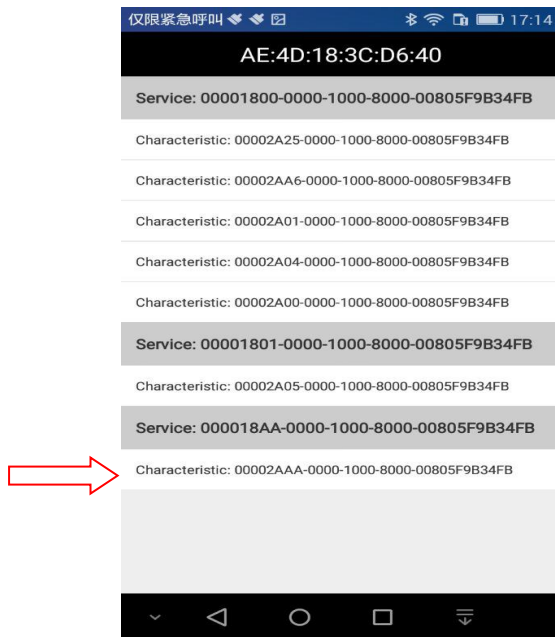 仅限紧急呼叫 17:14
AE:4D:18:3C:D6:40
Service: 00001800-0000-1000-8000-00805F9B34FB
Characteristic: 00002A25-0000-1000-8000-00805F9B34FB
Characteristic: 00002AA6-0000-1000-8000-00805F9B34FB
Characteristic: 00002A01-0000-1000-8000-00805F9B34FB
Characteristic: 00002A04-0000-1000-8000-00805F9B34FB
Characteristic: 00002A00-0000-1000-8000-00805F9B34FB
Service: 00001801-0000-1000-8000-00805F9B34FB
Characteristic: 00002A05-0000-1000-8000-00805F9B34FB
Service: 000018AA-0000-1000-8000-00805F9B34FB
Characteristic: 00002AAA-0000-1000-8000-00805F9B34FB